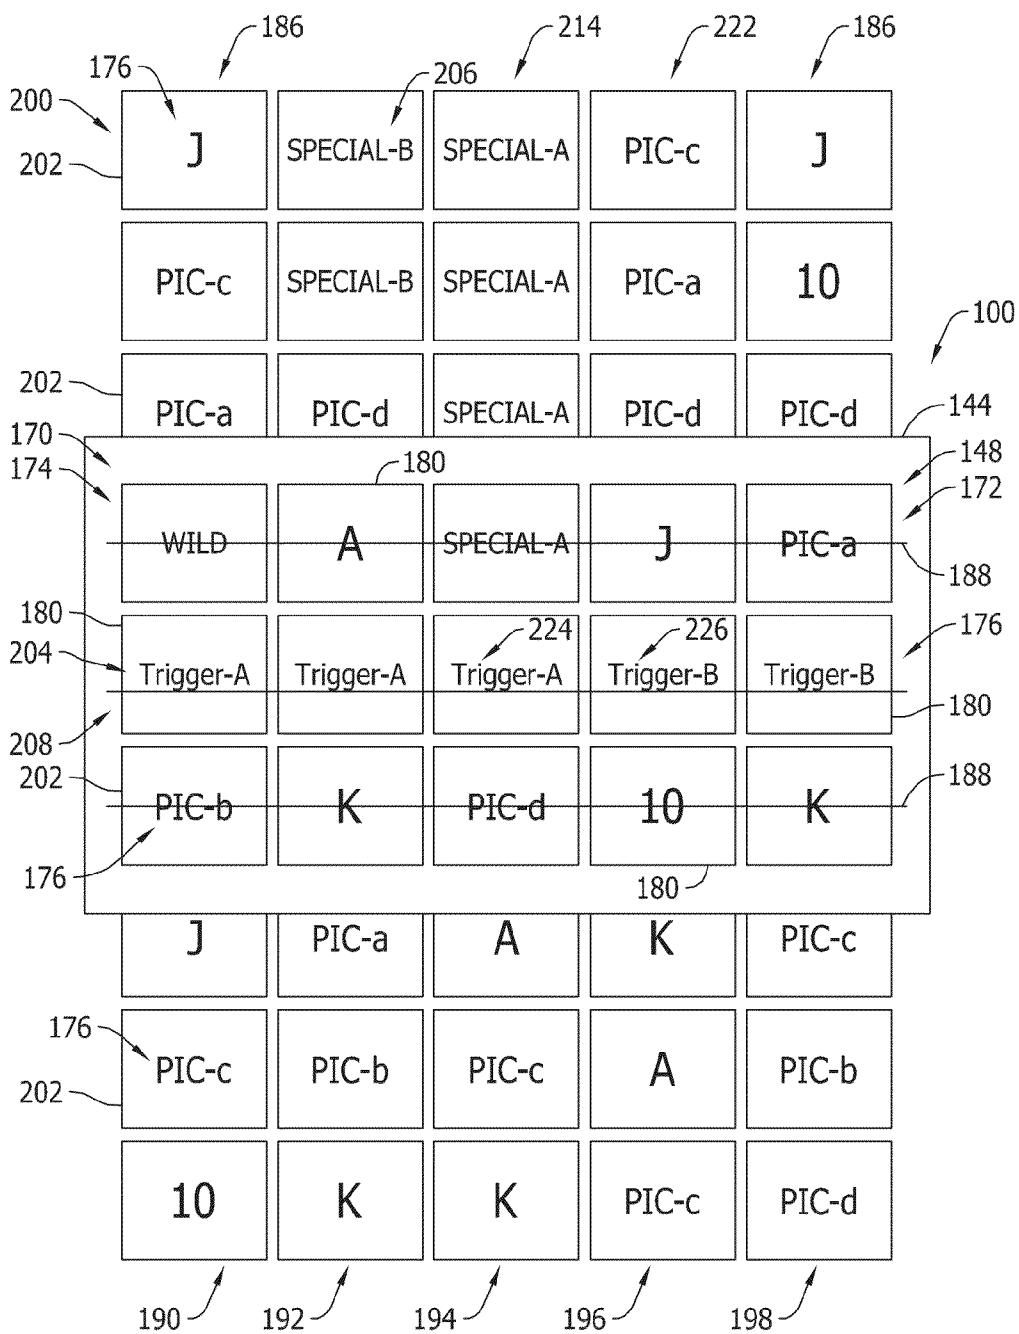 186 214 222 186
176 206
200
J SPECIAL-B SPECIAL-A PIC-c J
202
PIC-c SPECIAL-B SPECIAL-A PIC-a 10
100
202
PIC-a PIC-d SPECIAL-A PIC-d PIC-d
144
170
180 148
174 172
WILD A SPECIAL-A J PIC-a
188
180 224 226 176
204
Trigger-A Trigger-A Trigger-A Trigger-B Trigger-B
180
208
202 188
PIC-b K PIC-d 10 K
176 180
J PIC-a A K PIC-c
176
PIC-c PIC-b PIC-c A PIC-b
202
10 K K PIC-c PIC-d
190 192 194 196 198